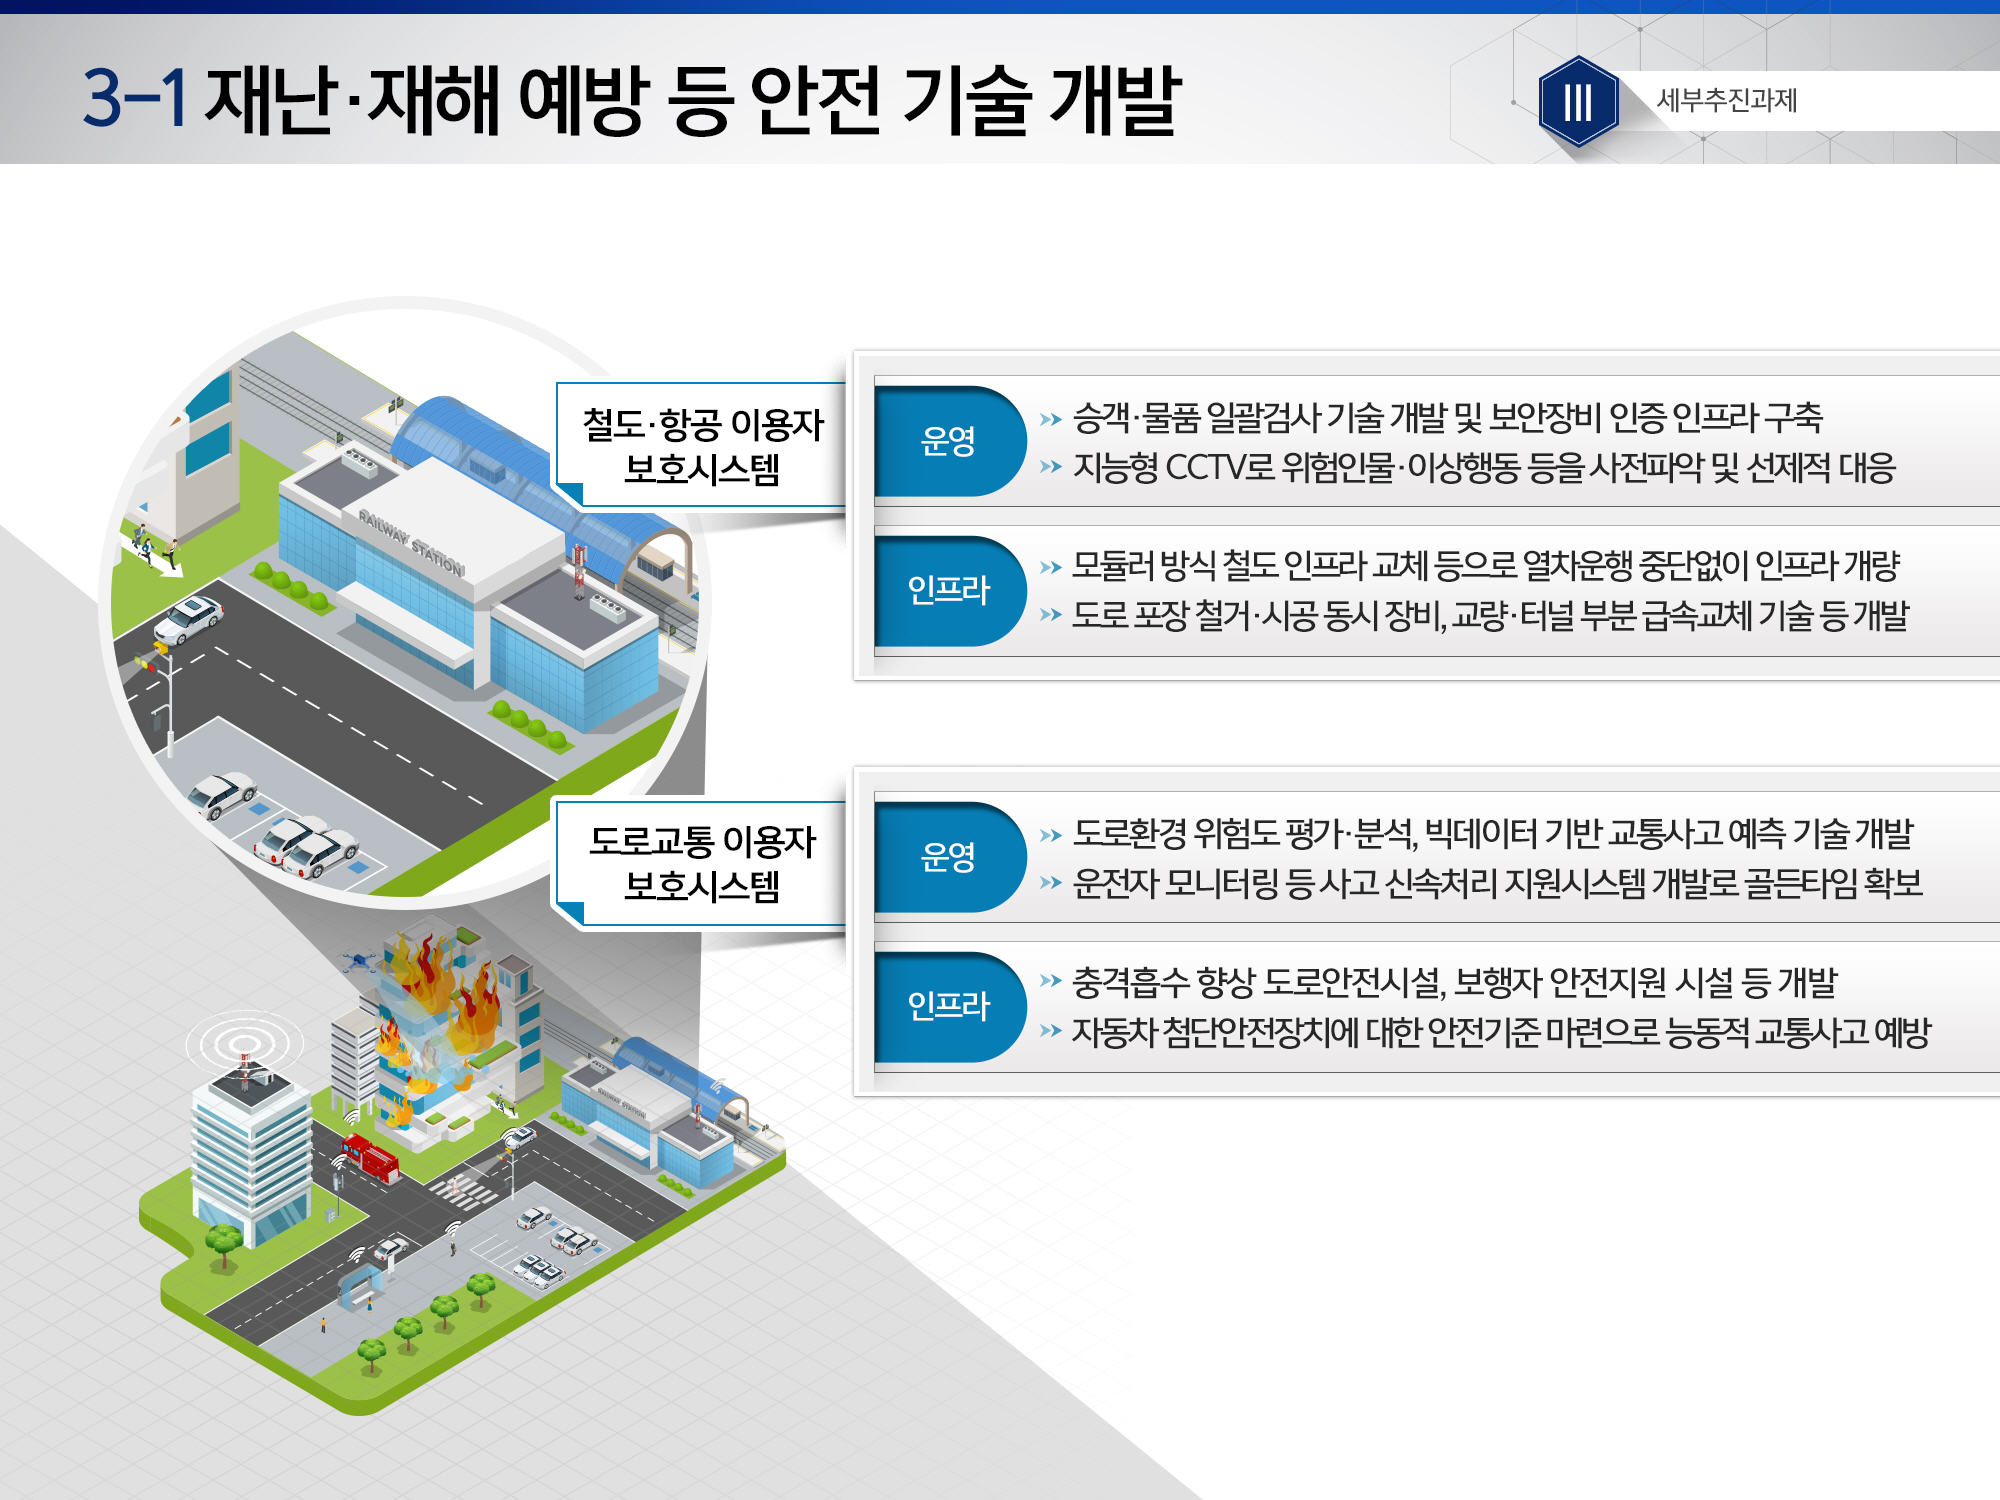 3-1 재난·재해 예방 등 안전 기술 개발
III
세부추진과제
RAILWAY STATION
철도·항공 이용자
보호시스템
운영
승객·물품 일괄검사 기술 개발 및 보안장비 인증 인프라 구축
지능형 CCTV로 위험인물·이상행동 등을 사전파악 및 선제적 대응
인프라
모듈러 방식 철도 인프라 교체 등으로 열차운행 중단없이 인프라 개량
도로 포장 철거·시공 동시 장비, 교량·터널 부분 급속교체 기술 등 개발
도로교통 이용자
보호시스템
운영
도로환경 위험도 평가·분석, 빅데이터 기반 교통사고 예측 기술 개발
운전자 모니터링 등 사고 신속처리 지원시스템 개발로 골든타임 확보
인프라
충격흡수 향상 도로안전시설, 보행자 안전지원 시설 등 개발
자동차 첨단안전장치에 대한 안전기준 마련으로 능동적 교통사고 예방
RAILWAY STATION